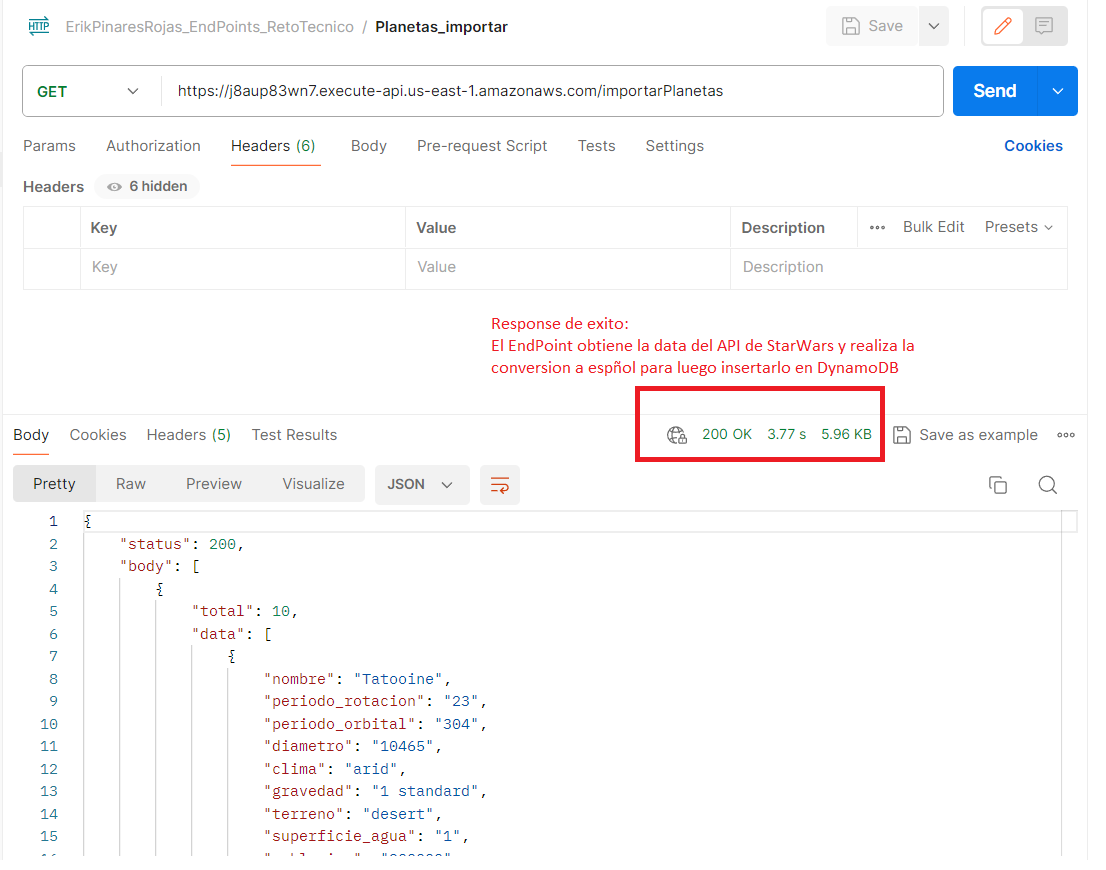 HTTP ErikPinaresRojas_EndPoints_RetoTecnico / Planetas_importar Save
GET https://j8aup83wn7.execute-api.us-east-1.amazonaws.com/importarPlanetas Send
Params Authorization Headers (6) Body Pre-request Script Tests Settings Cookies
Headers 6 hidden
Key Value Description ••• Bulk Edit Presets
Key Value Description
Response de exito:
El EndPoint obtiene la data del API de StarWars y realiza la
conversion a espñol para luego insertarlo en DynamoDB
Body Cookies Headers (5) Test Results 200 OK 3.77 s 5.96 KB Save as example
Pretty Raw Preview Visualize JSON
1 {
2 "status": 200,
3 "body": [
4 {
5 "total": 10,
6 "data": [
7 {
8 "nombre": "Tatooine",
9 "periodo_rotacion": "23",
10 "periodo_orbital": "304",
11 "diametro": "10465",
12 "clima": "arid",
13 "gravedad": "1 standard",
14 "terreno": "desert",
15 "superficie_agua": "1",